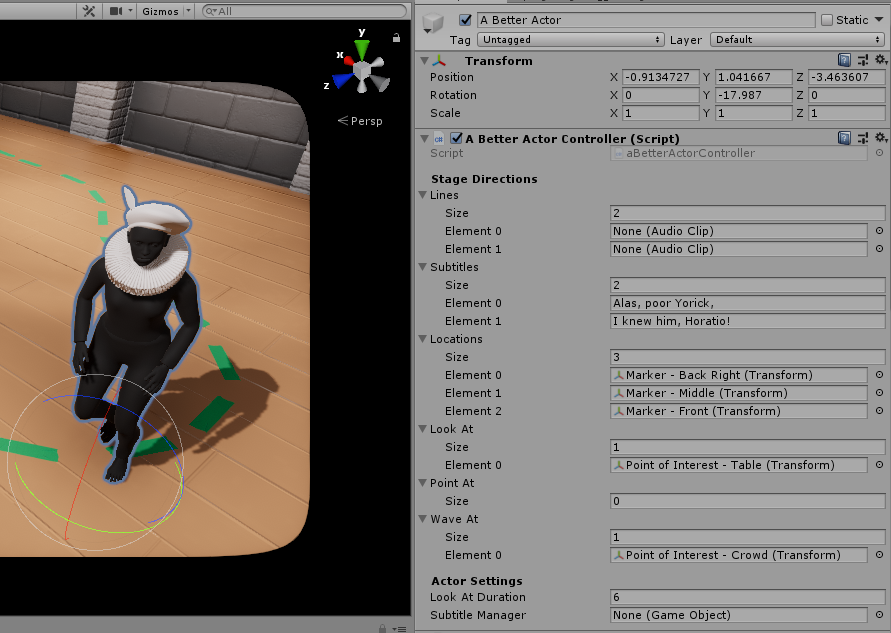 Gizmos
All
A Better Actor
Static
Tag Untagged Layer Default
Transform
Position X -0.9134727 Y 1.041667 Z -3.463607
Rotation X 0 Y -17.987 Z 0
Scale X 1 Y 1 Z 1
y
x
z
Persp
A Better Actor Controller (Script)
Script aBetterActorController
Stage Directions
Lines
Size 2
Element 0 None (Audio Clip)
Element 1 None (Audio Clip)
Subtitles
Size 2
Element 0 Alas, poor Yorick,
Element 1 I knew him, Horatio!
Locations
Size 3
Element 0 Marker - Back Right (Transform)
Element 1 Marker - Middle (Transform)
Element 2 Marker - Front (Transform)
Look At
Size 1
Element 0 Point of Interest - Table (Transform)
Point At
Size 0
Wave At
Size 1
Element 0 Point of Interest - Crowd (Transform)
Actor Settings
Look At Duration 6
Subtitle Manager None (Game Object)